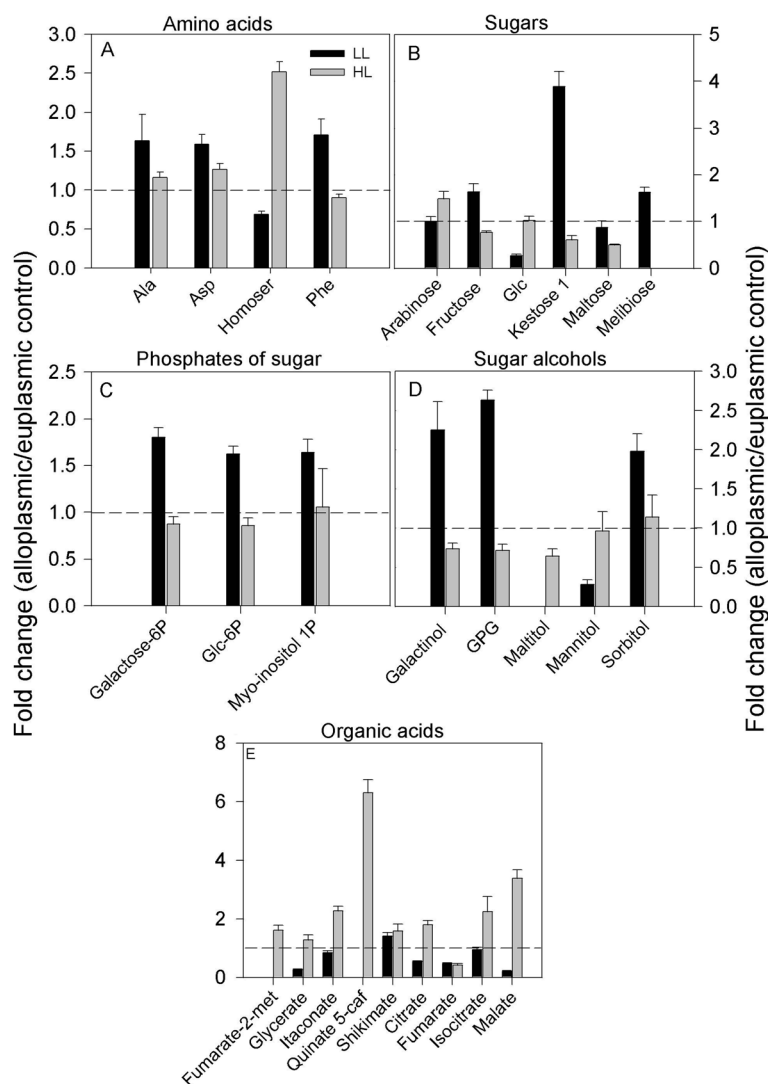 Amino acids
Sugars
A
LL
HL
B
3.0
2.5
2.0
1.5
1.0
0.5
0.0
5
4
3
2
1
0
Ala
Asp
Homoser
Phe
Arabinose
Fructose
Glc
Kestose 1
Maltose
Melibiose
Fold change (alloplasmic/euplasmic control)
Fold change (alloplasmic/euplasmic control)
Phosphates of sugar
Sugar alcohols
C
D
2.5
2.0
1.5
1.0
0.5
0.0
3.0
2.5
2.0
1.5
1.0
0.5
0.0
Galactose-6P
Glc-6P
Myo-inositol 1P
Galactinol
GPG
Maltitol
Mannitol
Sorbitol
Organic acids
E
8
6
4
2
0
Fumarate-2-met
Glycerate
Itaconate
Quinate 5-caf
Shikimate
Citrate
Fumarate
Isocitrate
Malate